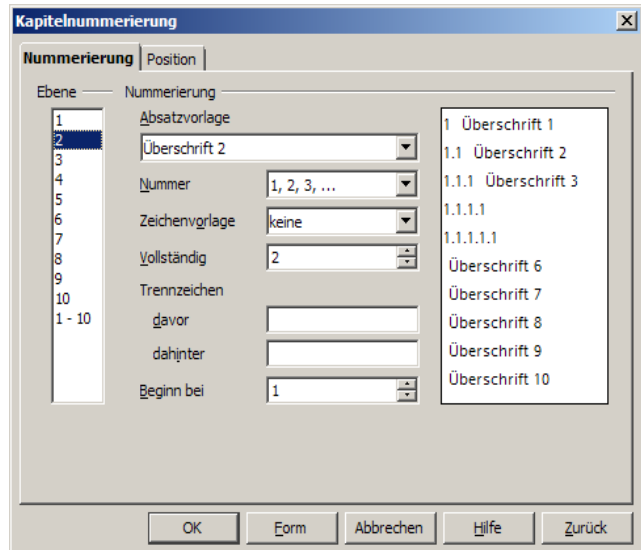 Kapitelnummerierung
Nummerierung
Position
Ebene
1
2
3
4
5
6
7
8
9
10
1 - 10
Nummerierung
Absatzvorlage
Überschrift 2
Nummer
1, 2, 3, ...
Zeichenvorlage
keine
Vollständig
2
Trennzeichen
davor
dahinter
Beginn bei
1
1 Überschrift 1
1.1 Überschrift 2
1.1.1 Überschrift 3
1.1.1.1
1.1.1.1.1
Überschrift 6
Überschrift 7
Überschrift 8
Überschrift 9
Überschrift 10
OK
Form
Abbrechen
Hilfe
Zurück